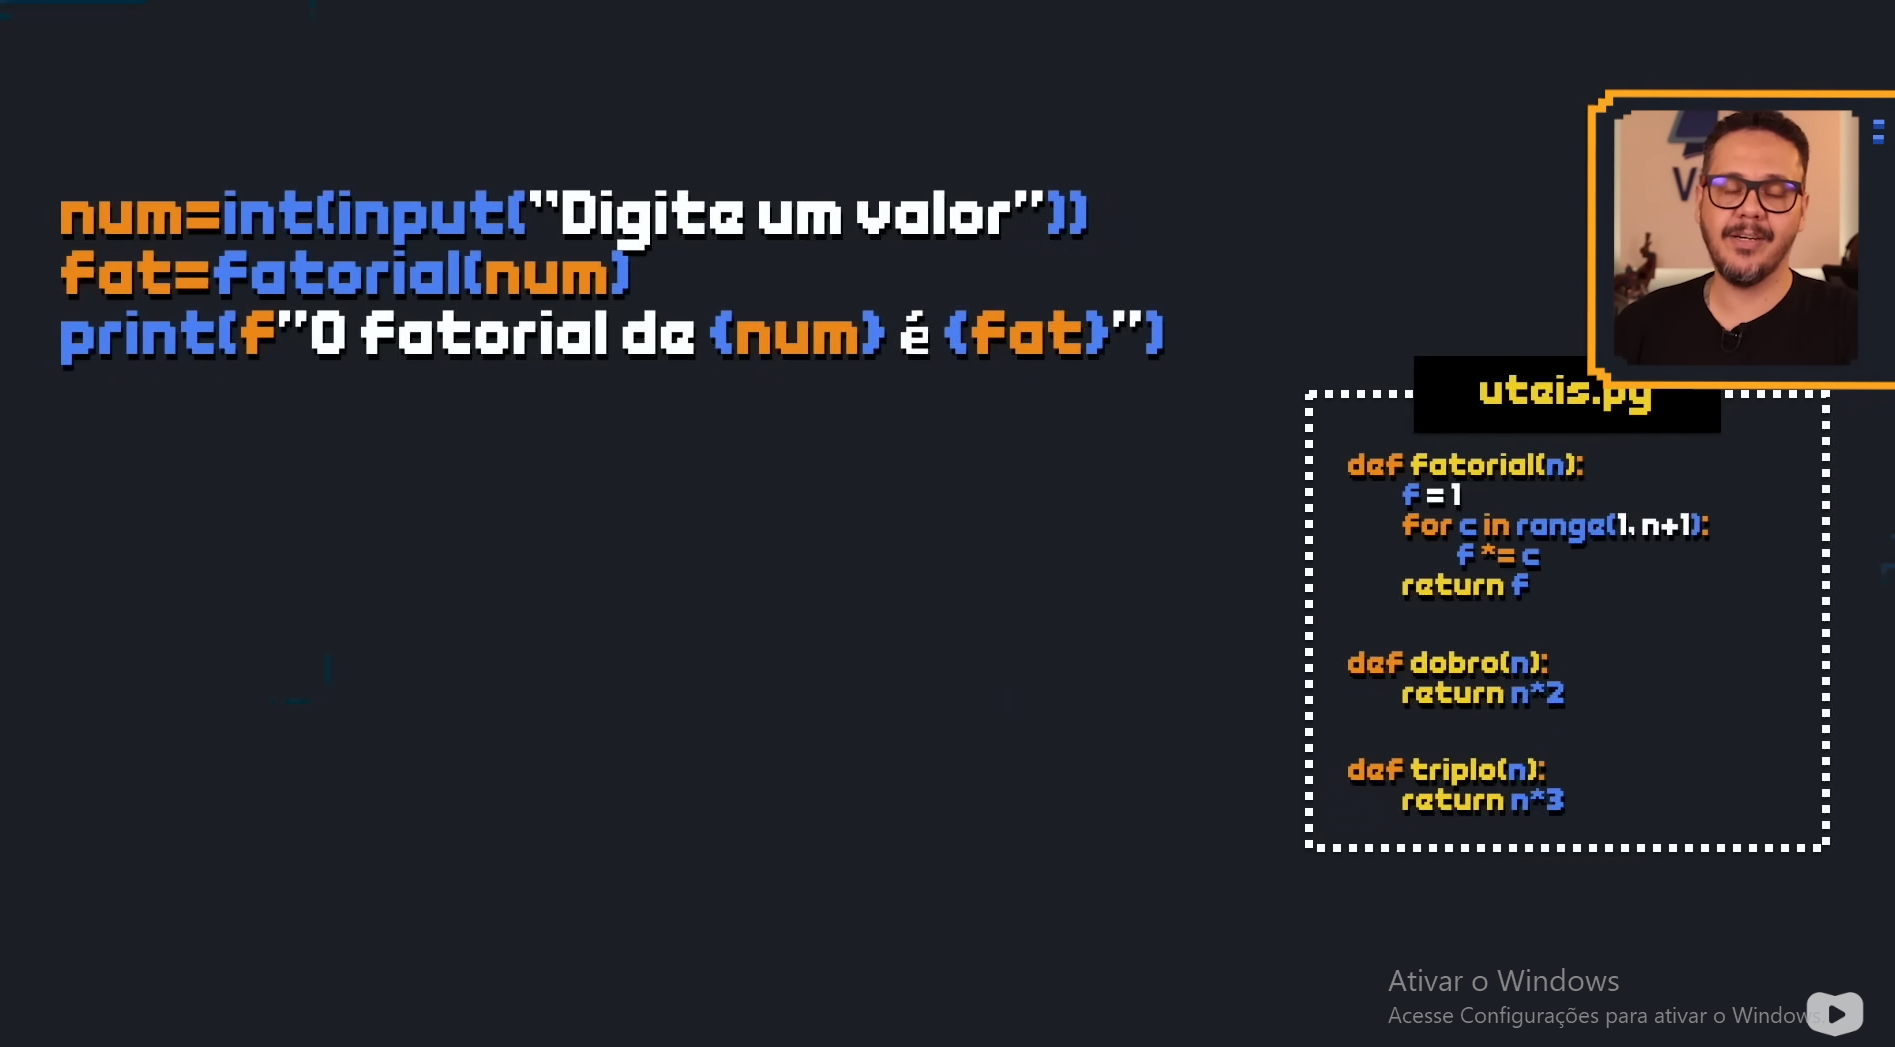 num=int(input("Digite um valor"))
fat=fatorial(num)
print(f"O fatorial de {num} é {fat}")
uteis.py
def fatorial(n):
f = 1
for c in range(1, n+1):
f *= c
return f
def dobro(n):
return n*2
def triplo(n):
return n*3
Ativar o Windows
Acesse Configurações para ativar o Windows